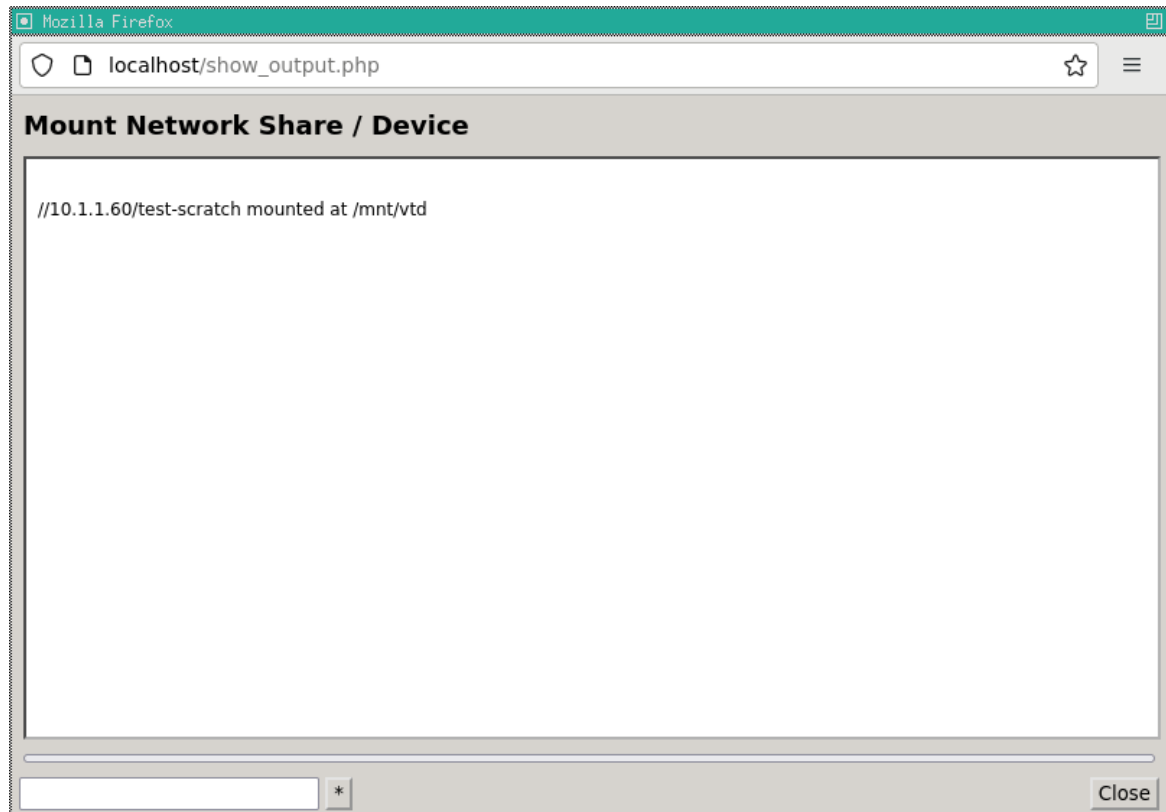 Mozilla Firefox
localhost/show_output.php
Mount Network Share / Device
//10.1.1.60/test-scratch mounted at /mnt/vtd
*
Close